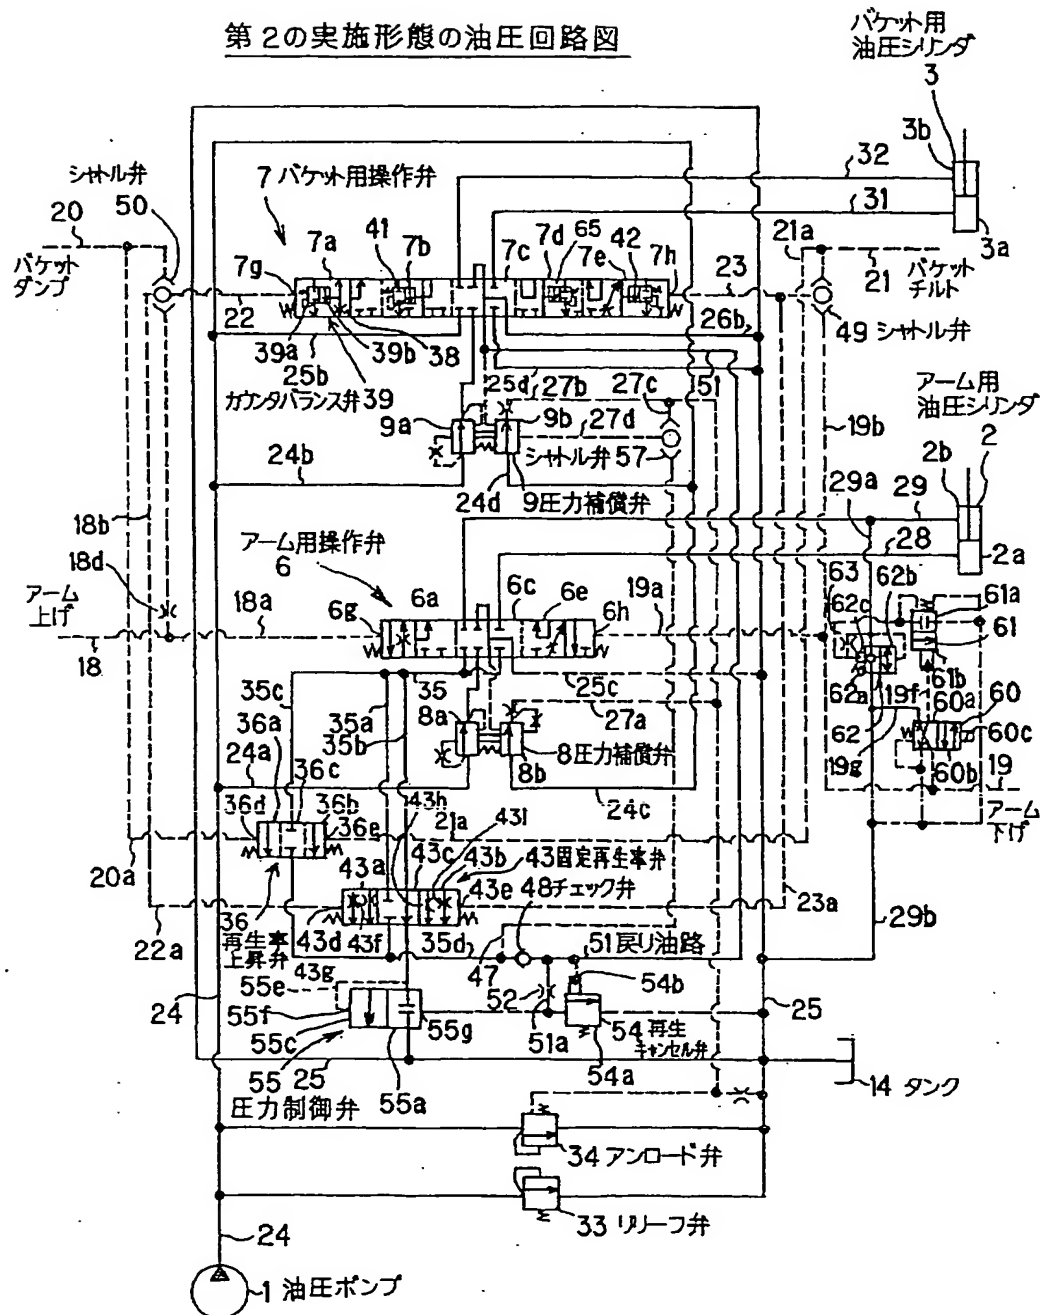 第2の実施形態の油圧回路図
バケット用
油圧シリンダ
3
3b
32
31
3a
シャトル弁
50
20
バケット
ダンプ
7 バケット用操作弁
7a
41
7b
7c
7d
65
7e
42
7h
7g
22
23
21a
21
バケット
チルト
49 シャトル弁
39a
39b
38
25b
26b
カウンタバランス弁39
25d
27b
27c
51
9a
9b
27d
シャトル弁57
24b
24d
9圧力補償弁
19b
アーム用
油圧シリンダ
2b
2
29a
29
28
2a
18b
18d
アーム用操作弁
6
アーム
上げ
18
18a
6g
6a
6c
6e
6h
19a
63
62c
62b
61a
61
61b
62a
19f
60a
60
60c
60b
62
19g
19
アーム
下げ
35c
35
35a
35b
25c
27a
36a
24a
36c
8a
8b
8圧力補償弁
24c
36d
36b
36e
43h
21a
43i
20a
43a
43c
43b
43固定再生率弁
43e
48チェック弁
23a
29b
22a
36
再生率
上昇弁
43d
43f
35d
47
51戻り油路
43g
55e
55f
55c
55
55g
52
51a
54b
54再生
キャンセル弁
54a
24
25
25
圧力制御弁
55a
14 タンク
34アンロード弁
33リリーフ弁
24
1 油圧ポンプ